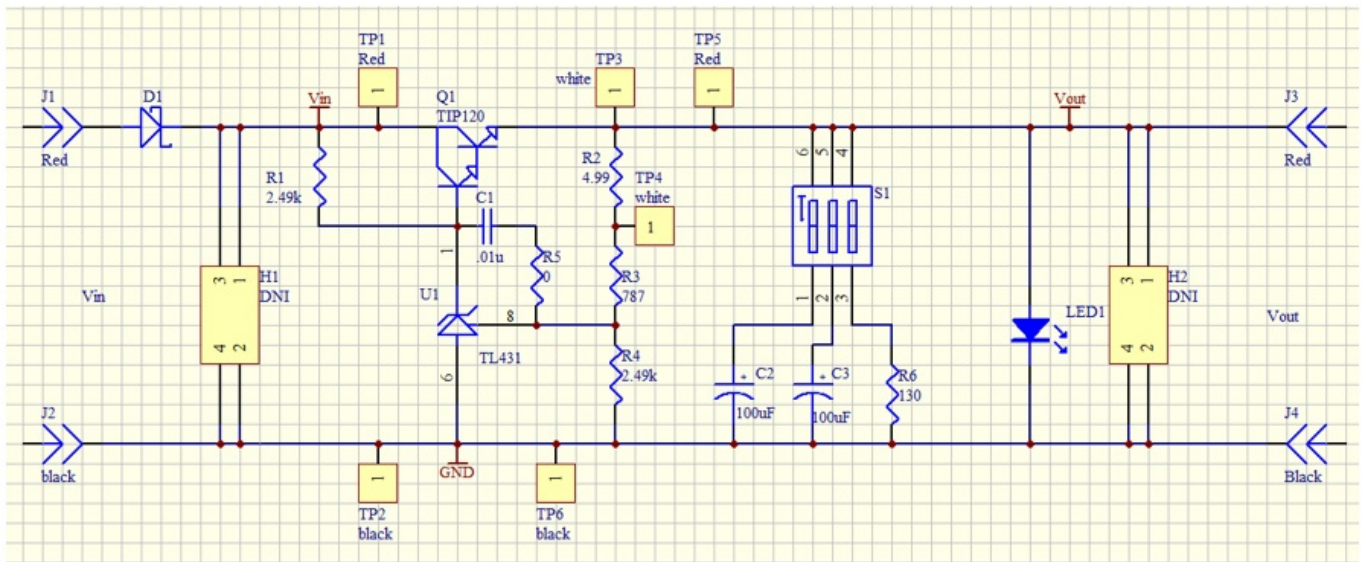 TP1
Red
1
TP3
white
1
TP5
Red
1
J1
Red
D1
Vin
Q1
TIP120
Vout
J3
Red
R1
2.49k
R2
4.99
TP4
white
1
6
5
4
S1
C1
.01u
R5
0
1
H1
DNI
3
1
4
2
Vin
U1
8
TL431
6
R3
787
R4
2.49k
1
2
3
C2
+
100uF
C3
+
100uF
R6
130
LED1
H2
DNI
3
1
4
2
Vout
J2
black
GND
1
TP2
black
1
TP6
black
J4
Black